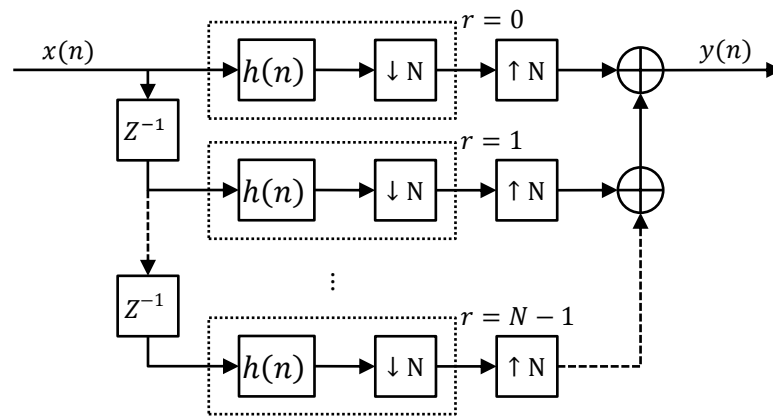 r = 0
x(n) h(n) ↓ N ↑ N y(n)
Z⁻¹
r = 1
h(n) ↓ N ↑ N
⋮
Z⁻¹
r = N − 1
h(n) ↓ N ↑ N